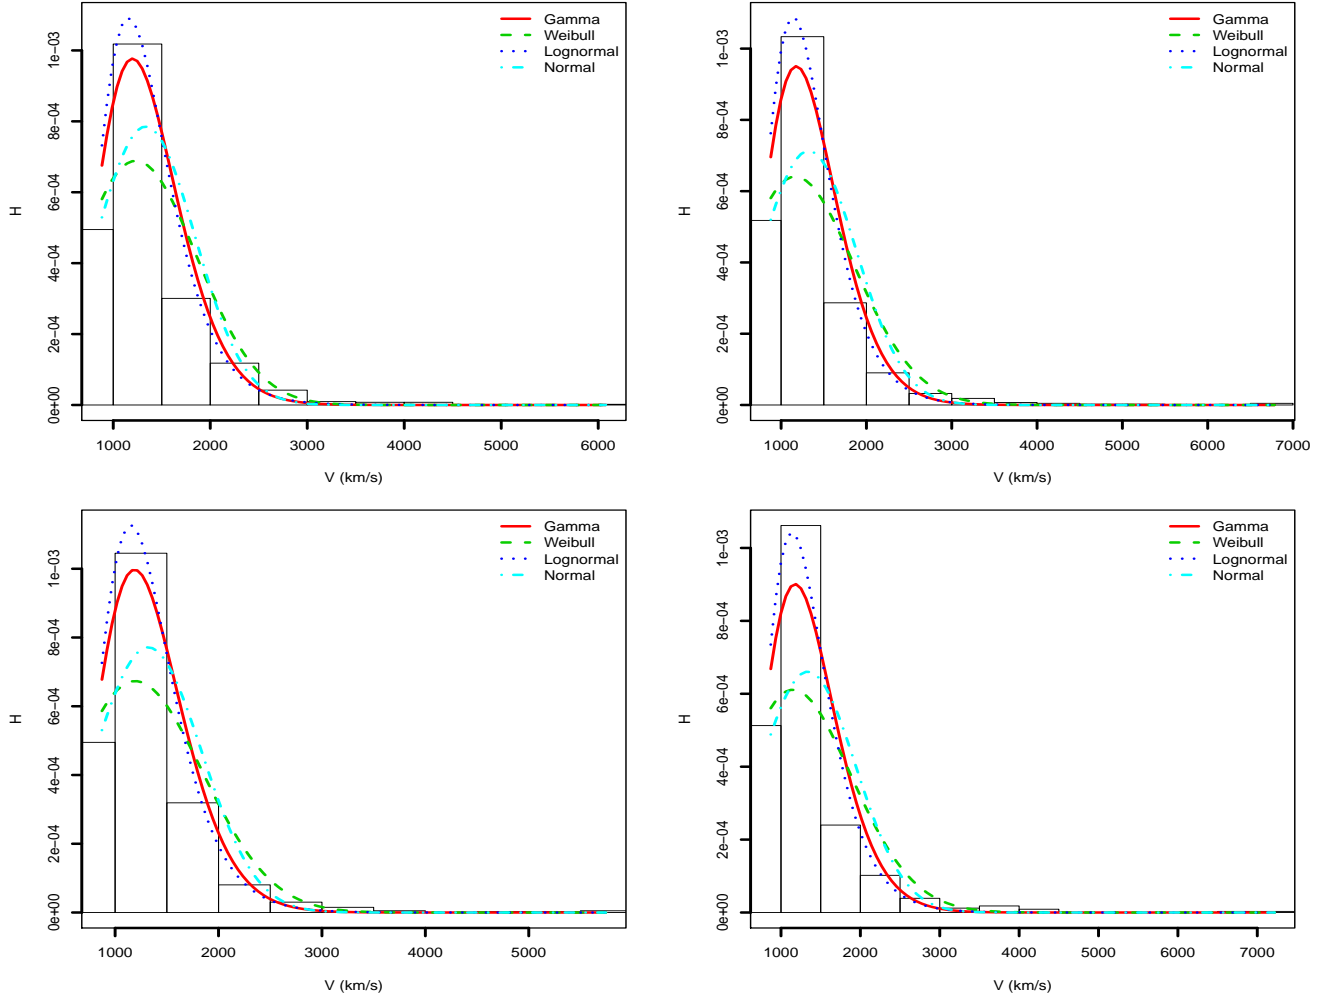 Gamma
Weibull
Lognormal
Normal
H
0e+00 2e-04 4e-04 6e-04 8e-04 1e-03
1000 2000 3000 4000 5000 6000
V (km/s)
Gamma
Weibull
Lognormal
Normal
H
0e+00 2e-04 4e-04 6e-04 8e-04 1e-03
1000 2000 3000 4000 5000 6000 7000
V (km/s)
Gamma
Weibull
Lognormal
Normal
H
0e+00 2e-04 4e-04 6e-04 8e-04 1e-03
1000 2000 3000 4000 5000
V (km/s)
Gamma
Weibull
Lognormal
Normal
H
0e+00 2e-04 4e-04 6e-04 8e-04 1e-03
1000 2000 3000 4000 5000 6000 7000
V (km/s)